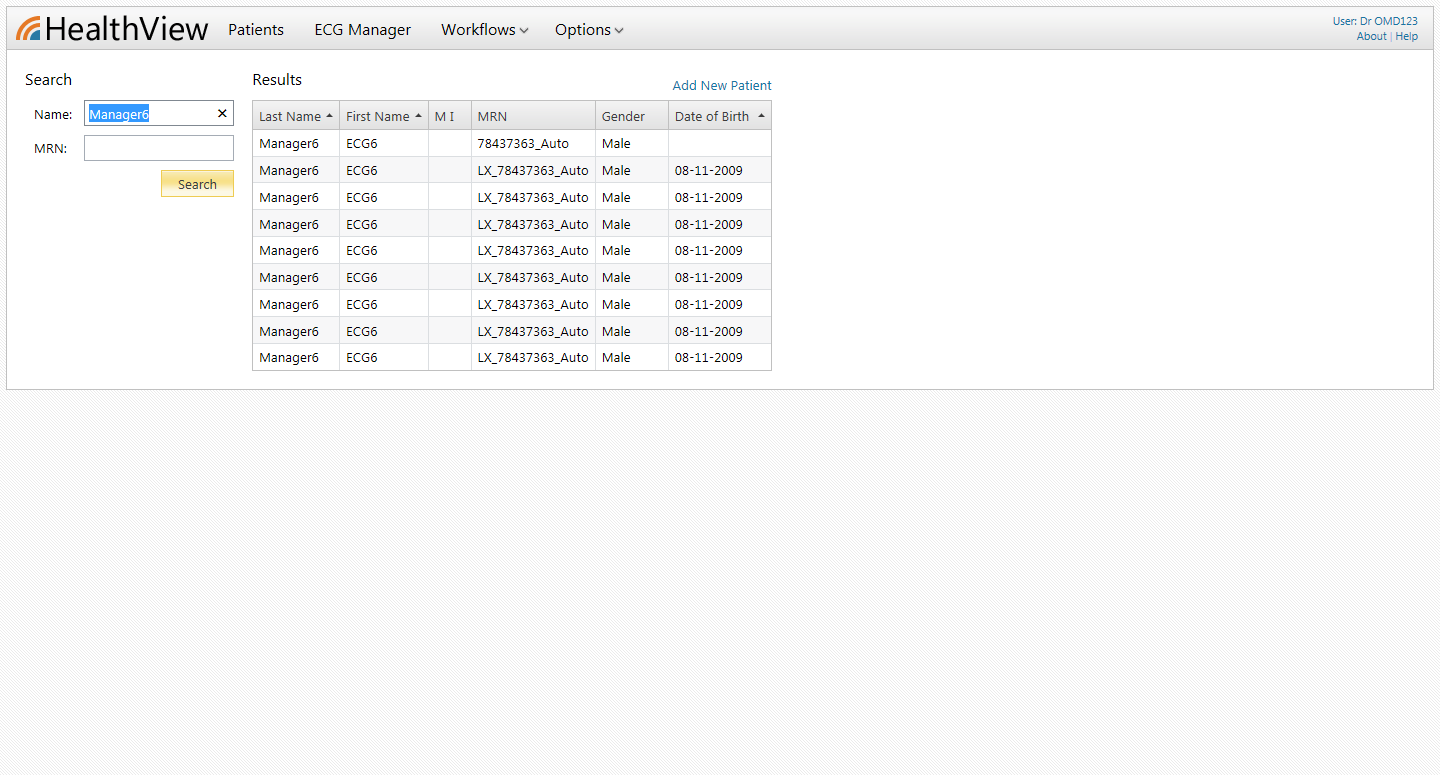 HealthView Patients ECG Manager Workflows Options User: Dr OMD123
About | Help
Search
Name: Manager6 ✕
MRN:
Search
Results Add New Patient
Last Name First Name M I MRN Gender Date of Birth
Manager6 ECG6 78437363_Auto Male
Manager6 ECG6 LX_78437363_Auto Male 08-11-2009
Manager6 ECG6 LX_78437363_Auto Male 08-11-2009
Manager6 ECG6 LX_78437363_Auto Male 08-11-2009
Manager6 ECG6 LX_78437363_Auto Male 08-11-2009
Manager6 ECG6 LX_78437363_Auto Male 08-11-2009
Manager6 ECG6 LX_78437363_Auto Male 08-11-2009
Manager6 ECG6 LX_78437363_Auto Male 08-11-2009
Manager6 ECG6 LX_78437363_Auto Male 08-11-2009